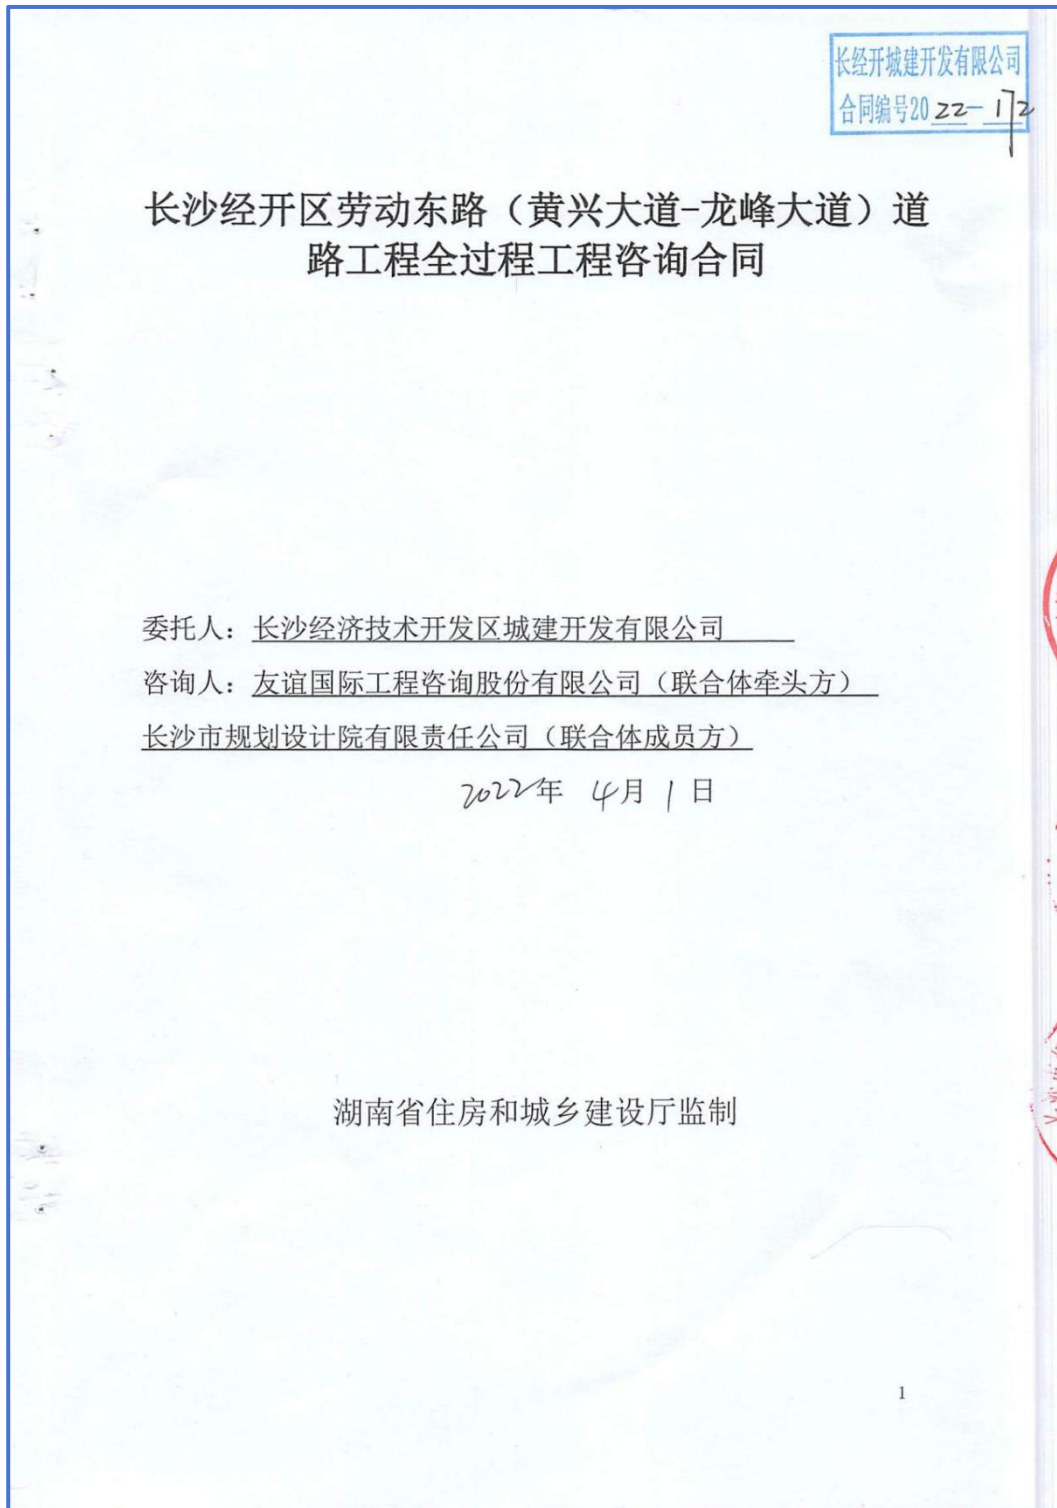 长经开城建开发有限公司
合同编号2022-172
长沙经开区劳动东路（黄兴大道-龙峰大道）道
路工程全过程工程咨询合同
委托人：长沙经济技术开发区城建开发有限公司
咨询人：友谊国际工程咨询股份有限公司（联合体牵头方）
长沙市规划设计院有限责任公司（联合体成员方）
2022年 4月 1日
湖南省住房和城乡建设厅监制
1